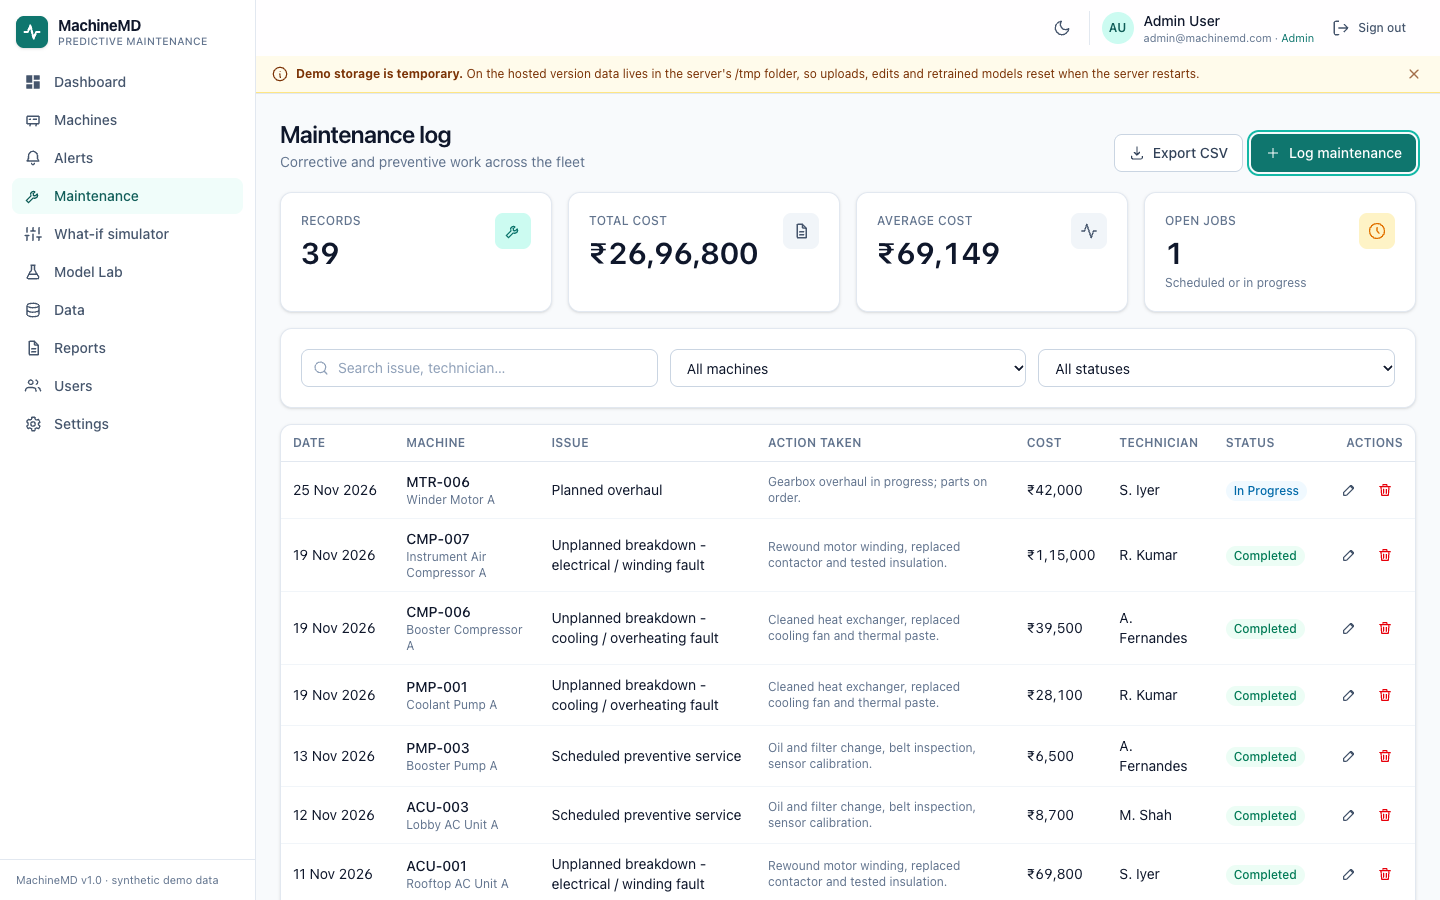 MachineMD
PREDICTIVE MAINTENANCE
Dashboard
Machines
Alerts
Maintenance
What-if simulator
Model Lab
Data
Reports
Users
Settings
MachineMD v1.0 · synthetic demo data
AU
Admin User
admin@machinemd.com · Admin
Sign out
Demo storage is temporary. On the hosted version data lives in the server's /tmp folder, so uploads, edits and retrained models reset when the server restarts.
Maintenance log
Corrective and preventive work across the fleet
Export CSV
Log maintenance
RECORDS
39
TOTAL COST
₹26,96,800
AVERAGE COST
₹69,149
OPEN JOBS
1
Scheduled or in progress
Search issue, technician...
All machines
All statuses
DATE MACHINE ISSUE ACTION TAKEN COST TECHNICIAN STATUS ACTIONS
25 Nov 2026
MTR-006
Winder Motor A
Planned overhaul
Gearbox overhaul in progress; parts on
order.
₹42,000
S. Iyer
In Progress
19 Nov 2026
CMP-007
Instrument Air
Compressor A
Unplanned breakdown -
electrical / winding fault
Rewound motor winding, replaced
contactor and tested insulation.
₹1,15,000
R. Kumar
Completed
19 Nov 2026
CMP-006
Booster Compressor
A
Unplanned breakdown -
cooling / overheating fault
Cleaned heat exchanger, replaced
cooling fan and thermal paste.
₹39,500
A.
Fernandes
Completed
19 Nov 2026
PMP-001
Coolant Pump A
Unplanned breakdown -
cooling / overheating fault
Cleaned heat exchanger, replaced
cooling fan and thermal paste.
₹28,100
R. Kumar
Completed
13 Nov 2026
PMP-003
Booster Pump A
Scheduled preventive service
Oil and filter change, belt inspection,
sensor calibration.
₹6,500
A.
Fernandes
Completed
12 Nov 2026
ACU-003
Lobby AC Unit A
Scheduled preventive service
Oil and filter change, belt inspection,
sensor calibration.
₹8,700
M. Shah
Completed
11 Nov 2026
ACU-001
Rooftop AC Unit A
Unplanned breakdown -
electrical / winding fault
Rewound motor winding, replaced
contactor and tested insulation.
₹69,800
S. Iyer
Completed